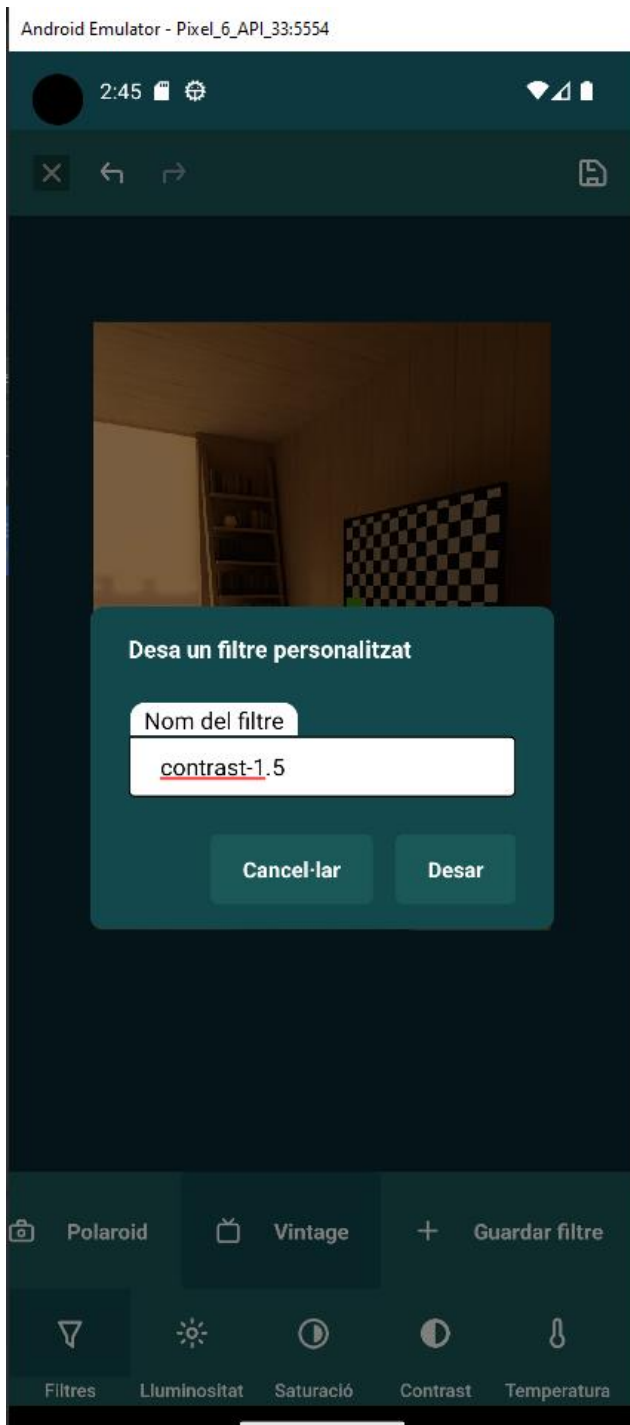 Android Emulator - Pixel_6_API_33:5554
2:45
Desa un filtre personalitzat
Nom del filtre
contrast-1.5
Cancel·lar Desar
Polaroid Vintage Guardar filtre
Filtres Lluminositat Saturació Contrast Temperatura